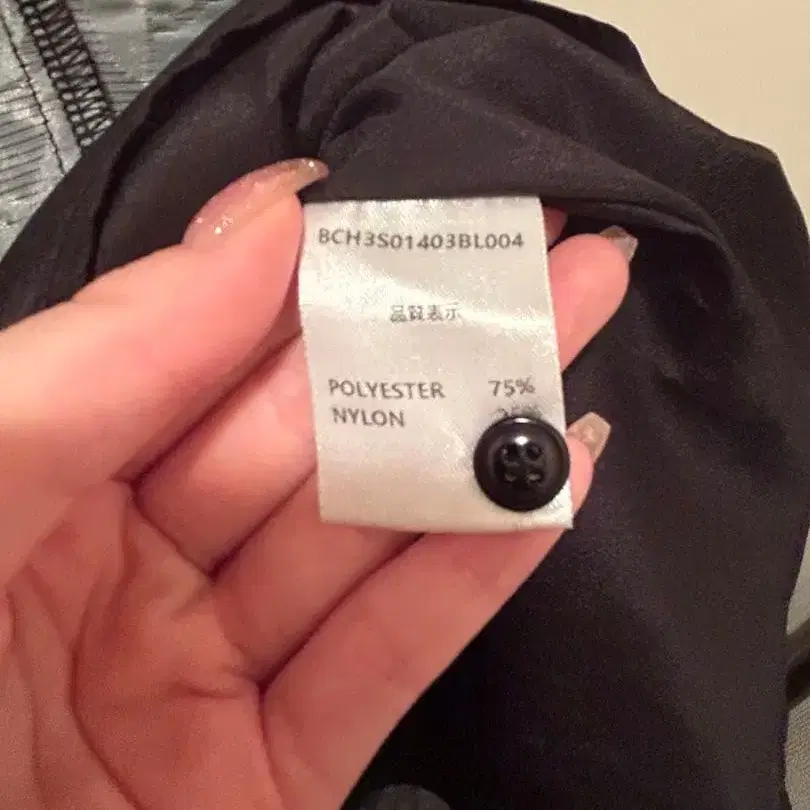 BCH3S01403BL004
品質表示
POLYESTER 75%
NYLON